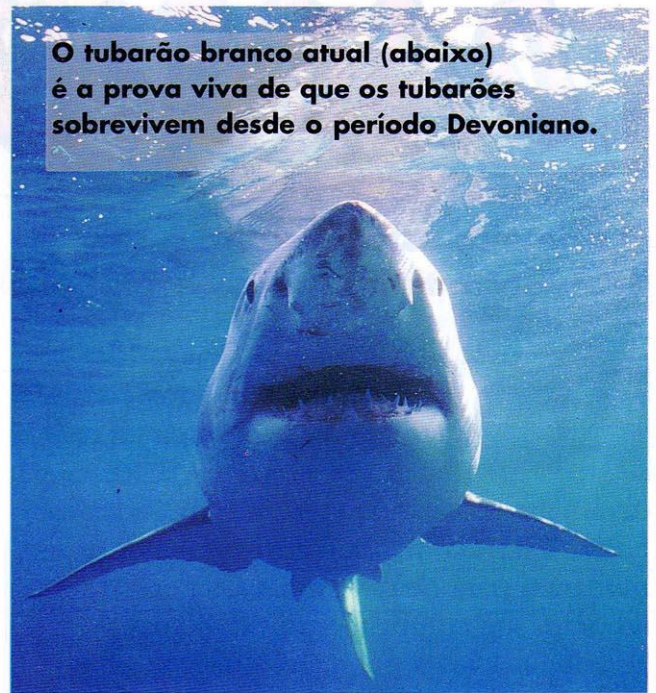 O tubarão branco atual (abaixo)
é a prova viva de que os tubarões
sobrevivem desde o período Devoniano.